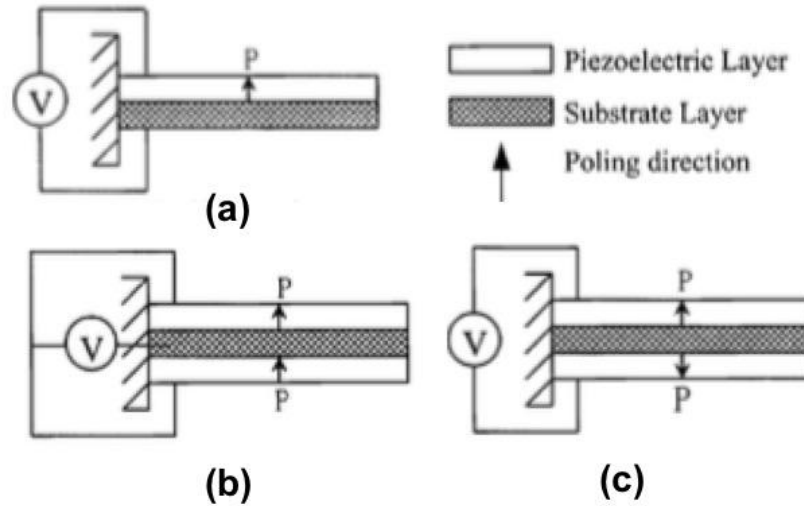 P
V
Piezoelectric Layer
Substrate Layer
Poling direction
(a)
P
V
P
(b)
P
V
P
(c)